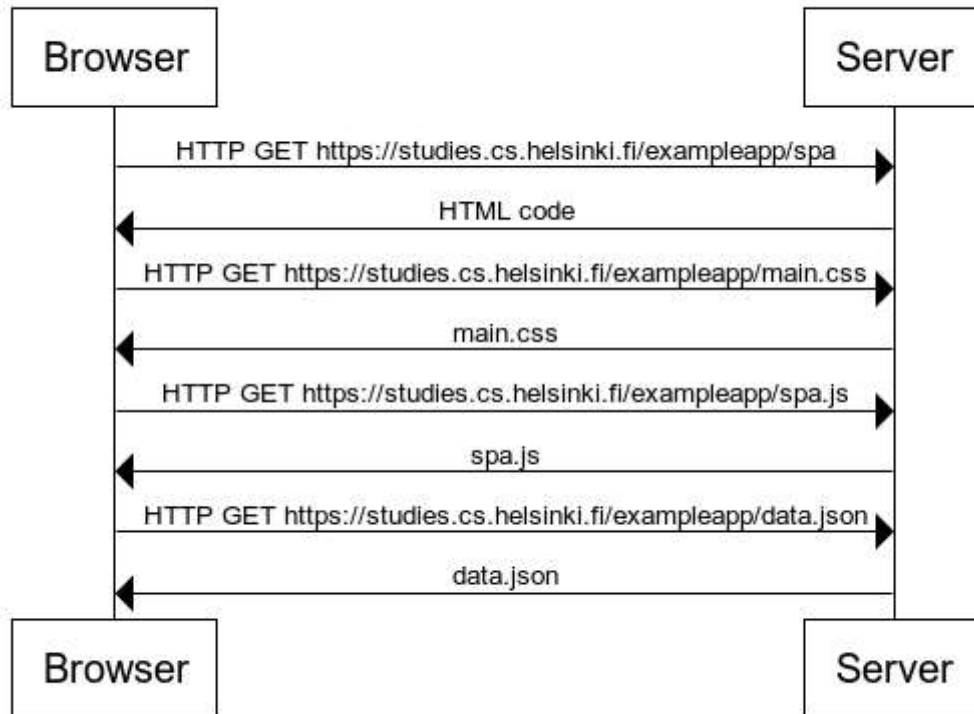 Browser
Server
HTTP GET https://studies.cs.helsinki.fi/exampleapp/spa
HTML code
HTTP GET https://studies.cs.helsinki.fi/exampleapp/main.css
main.css
HTTP GET https://studies.cs.helsinki.fi/exampleapp/spa.js
spa.js
HTTP GET https://studies.cs.helsinki.fi/exampleapp/data.json
data.json
Browser
Server